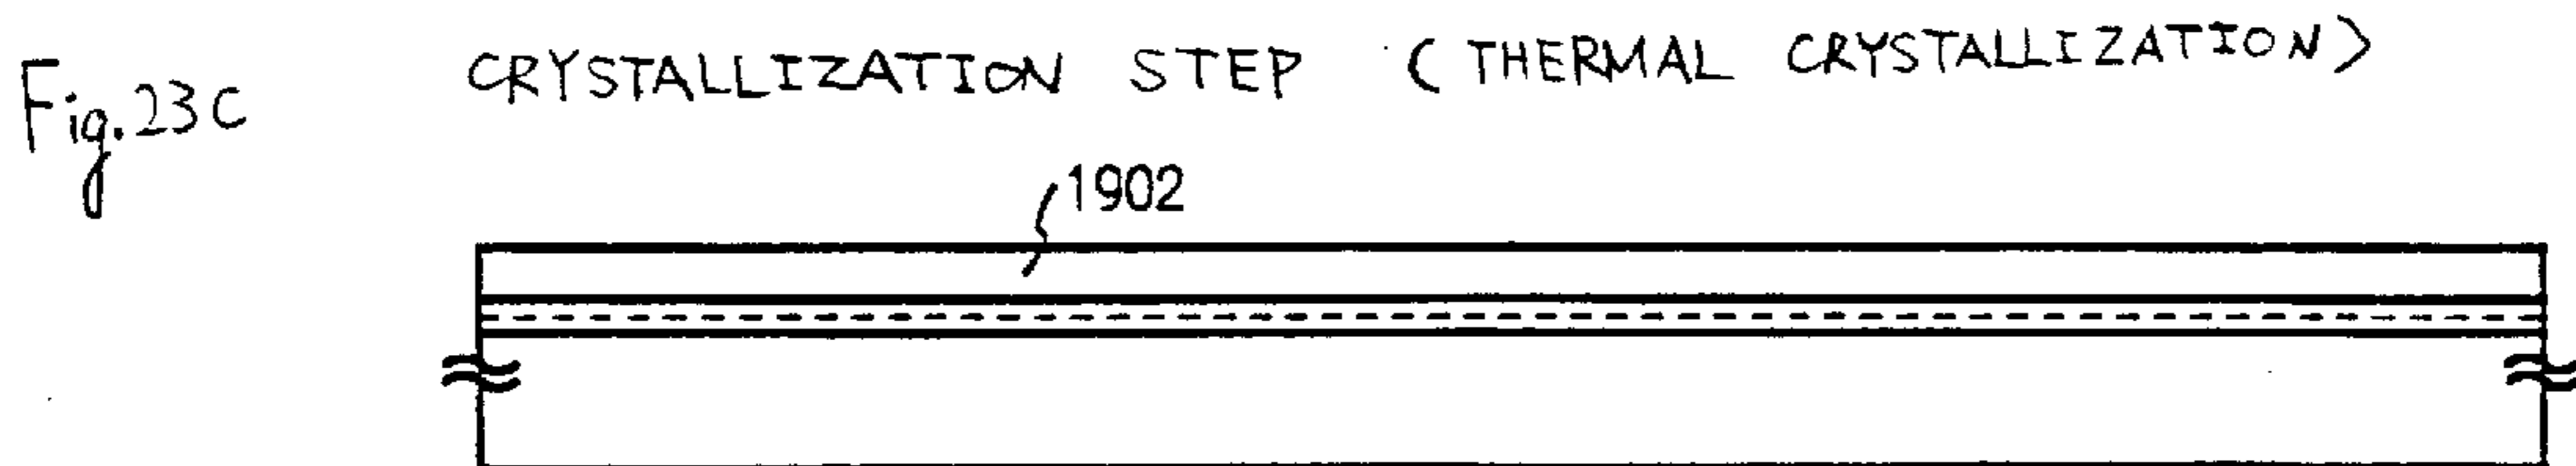 Fig.23C
CRYSTALLIZATION STEP (THERMAL CRYSTALLIZATION)
1902